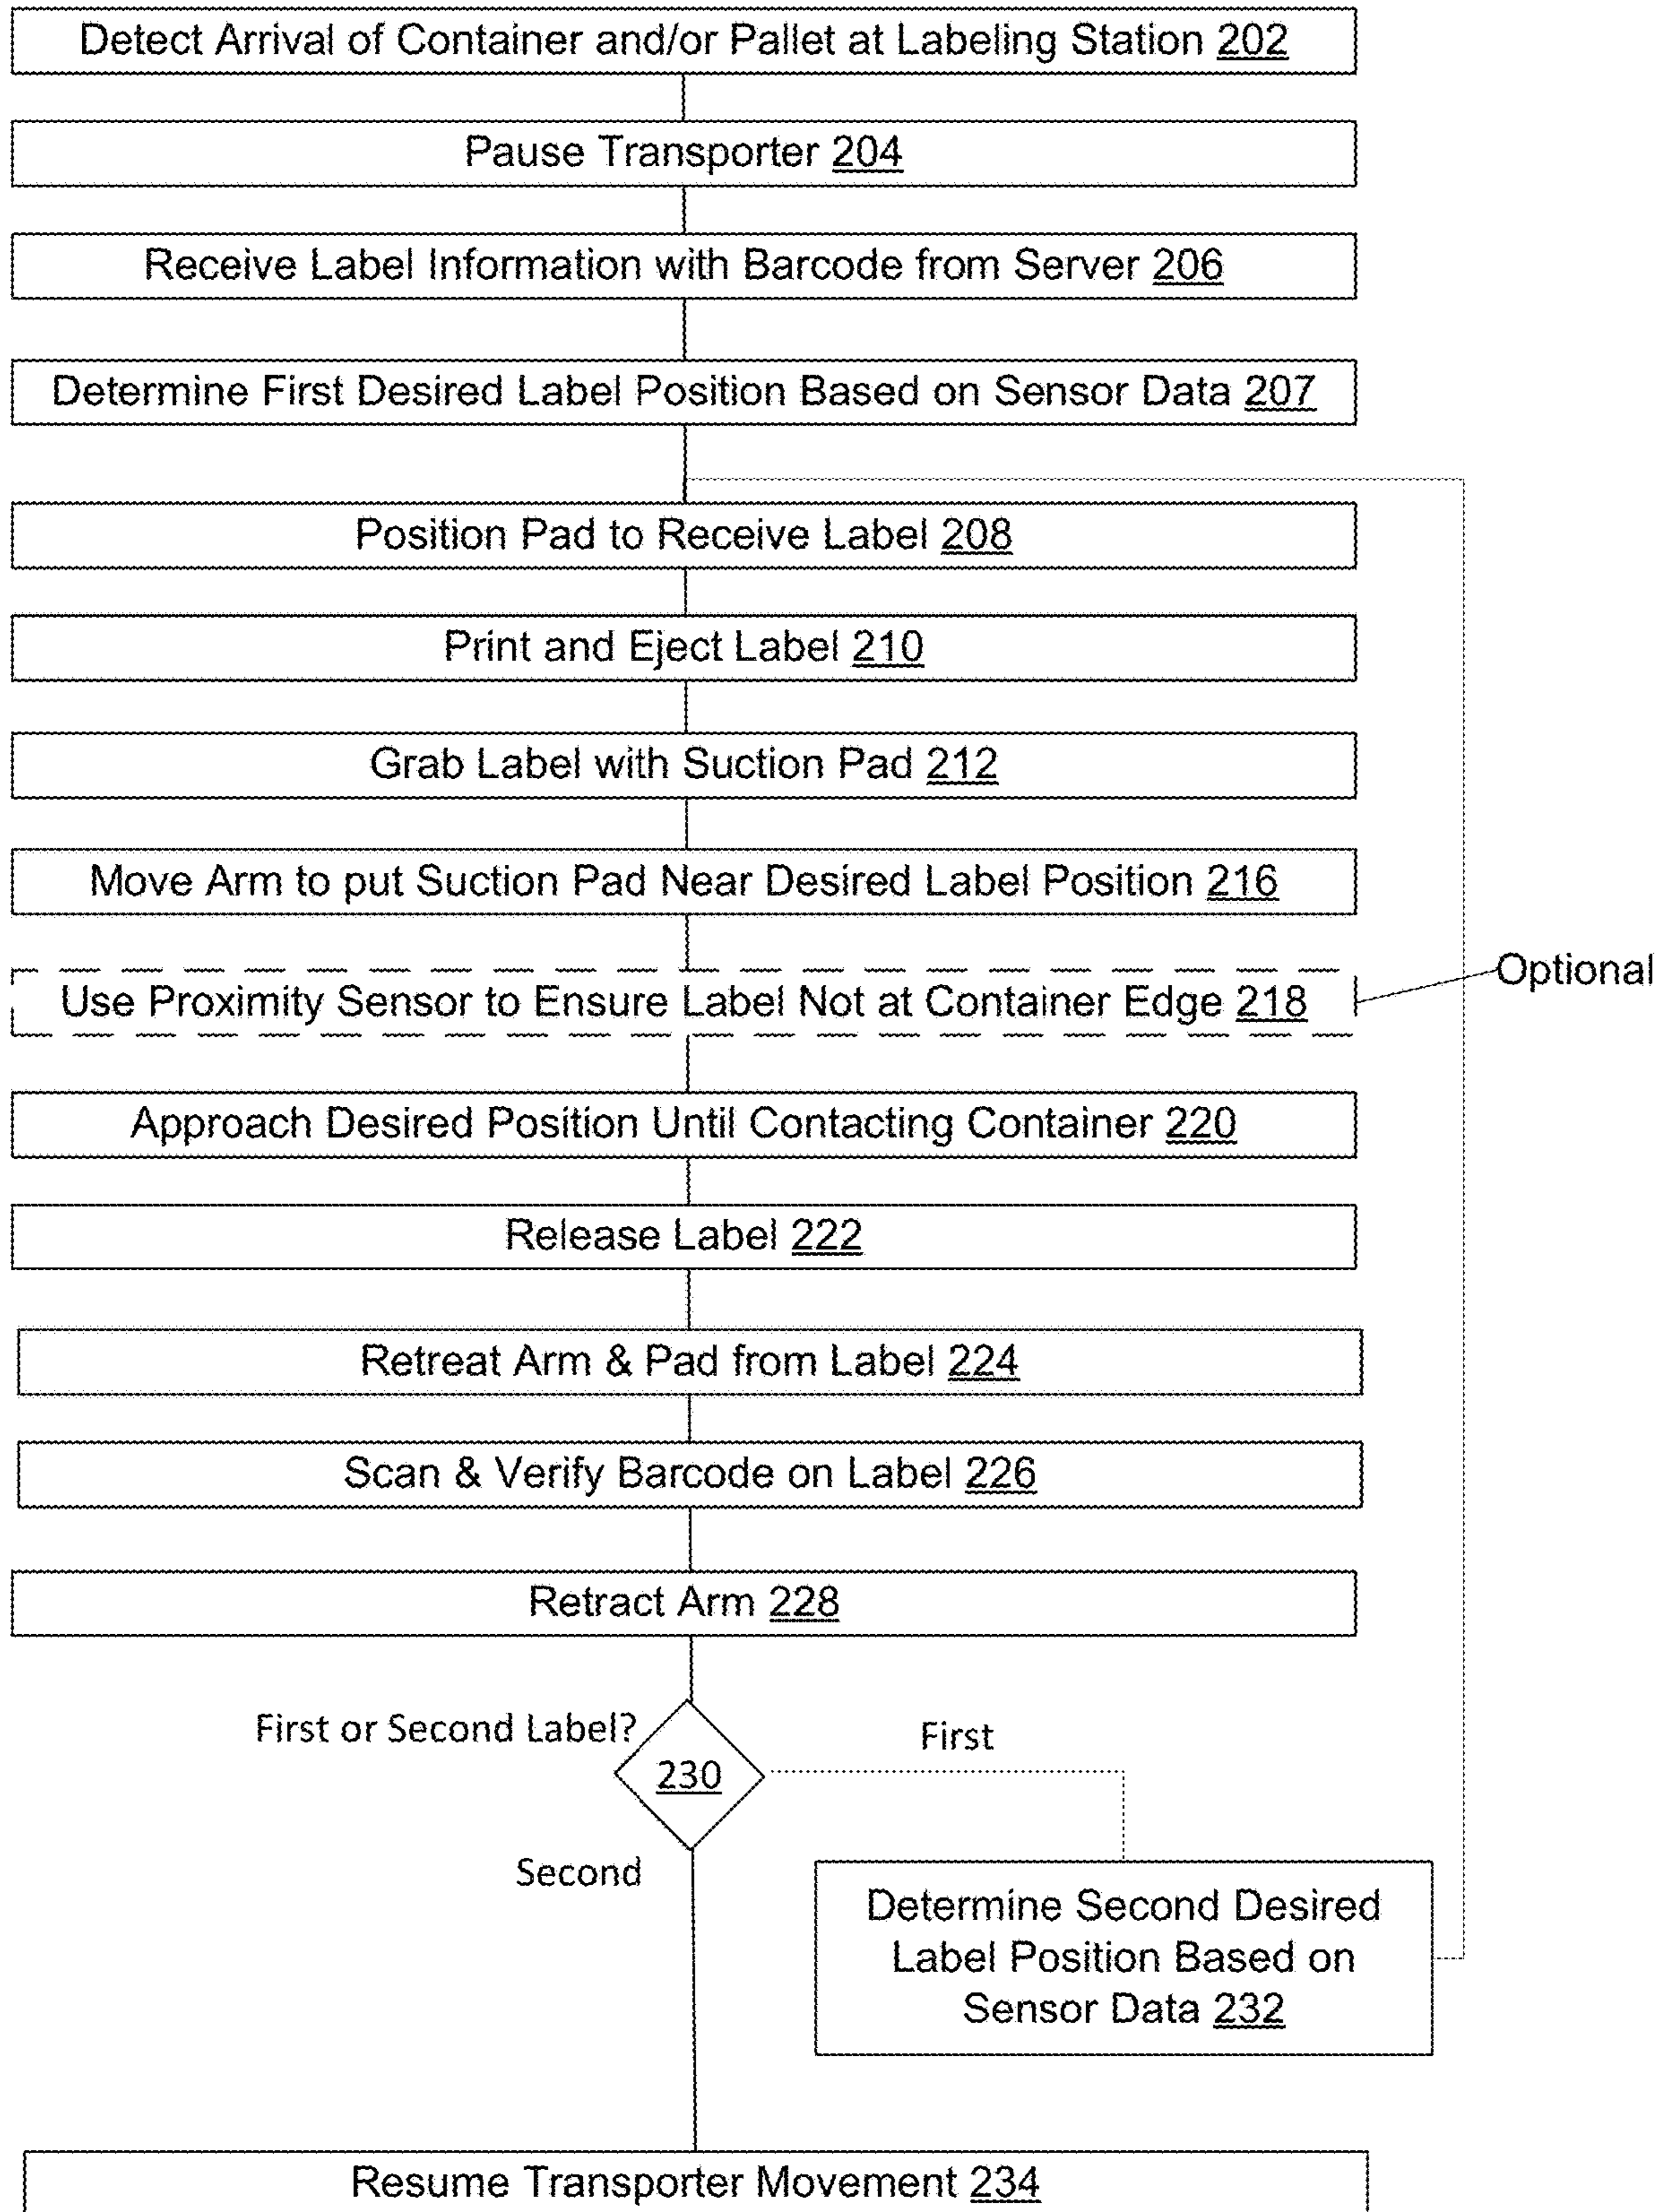 Detect Arrival of Container and/or Pallet at Labeling Station 202
Pause Transporter 204
Receive Label Information with Barcode from Server 206
Determine First Desired Label Position Based on Sensor Data 207
Position Pad to Receive Label 208
Print and Eject Label 210
Grab Label with Suction Pad 212
Move Arm to put Suction Pad Near Desired Label Position 216
Optional
Use Proximity Sensor to Ensure Label Not at Container Edge 218
Approach Desired Position Until Contacting Container 220
Release Label 222
Retreat Arm & Pad from Label 224
Scan & Verify Barcode on Label 226
Retract Arm 228
First or Second Label?
First
230
Second
Determine Second Desired
Label Position Based on
Sensor Data 232
Resume Transporter Movement 234